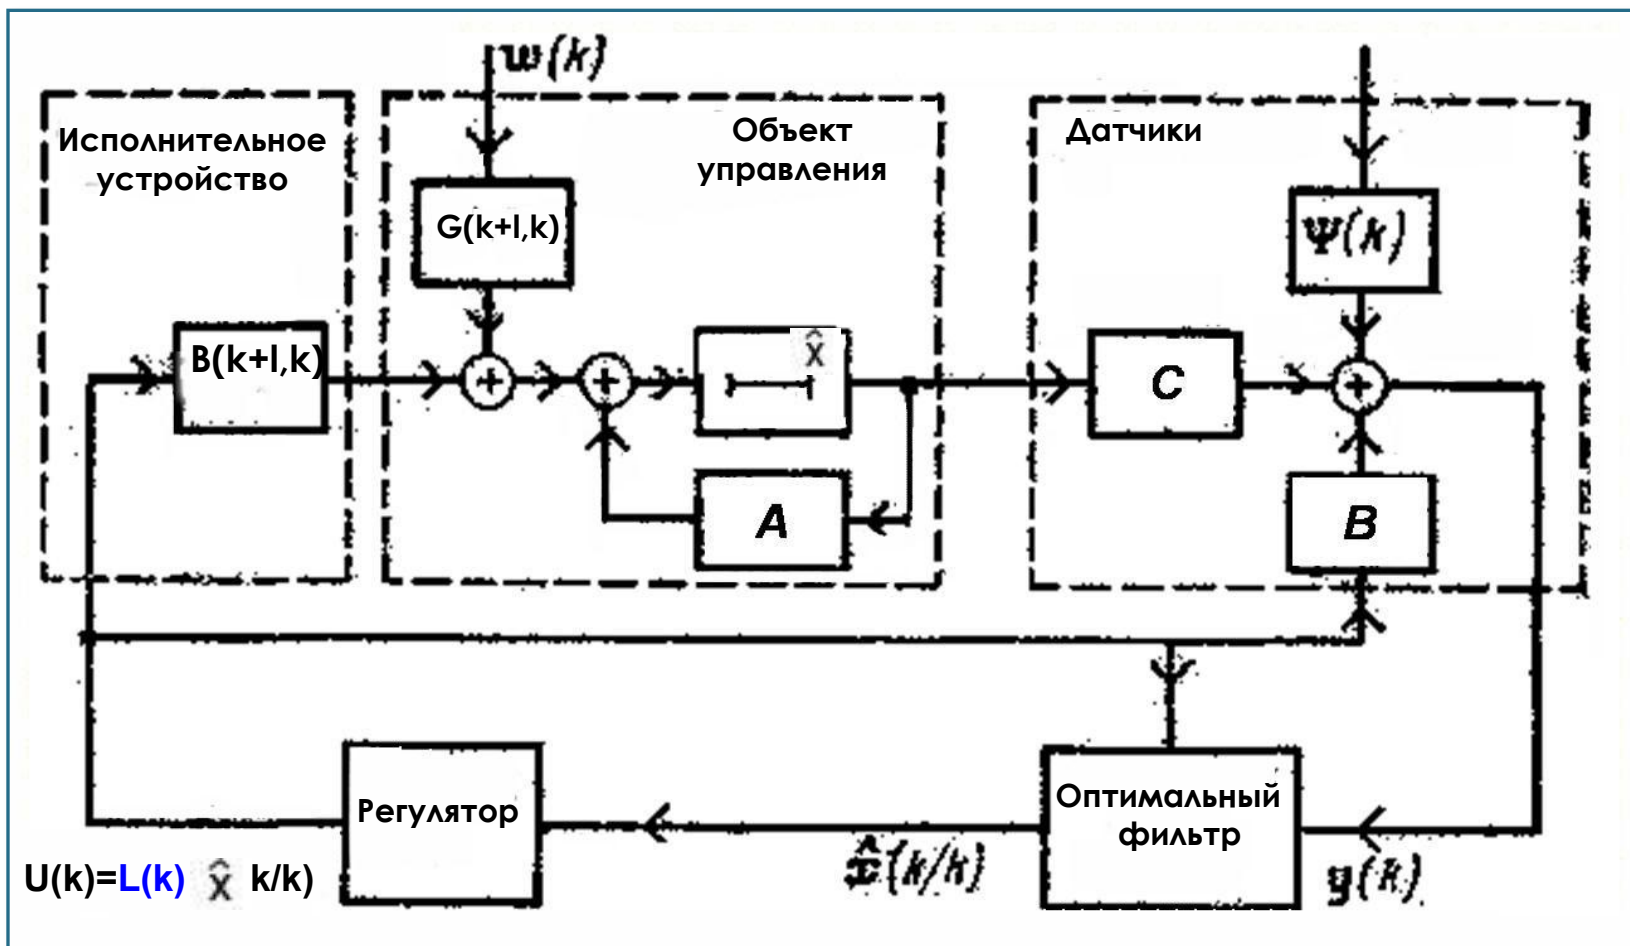 w(k)
Исполнительное
устройство
Объект
управления
Датчики
G(k+l,k)
Ψ(k)
B(k+l,k)
+
+
x̂
C
+
A
B
Регулятор
Оптимальный
фильтр
x̂(k/k)
y(k)
U(k)=L(k) x̂ k/k)